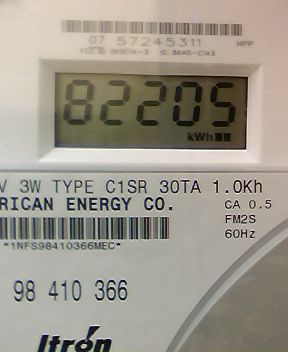 07 57245311
82205
kWh
V 3W TYPE C1SR 30TA 1.0Kh
RICAN ENERGY CO.
CA 0.5
FM2S
60Hz
*1NFS98410366MEC*
98 410 366
Itron